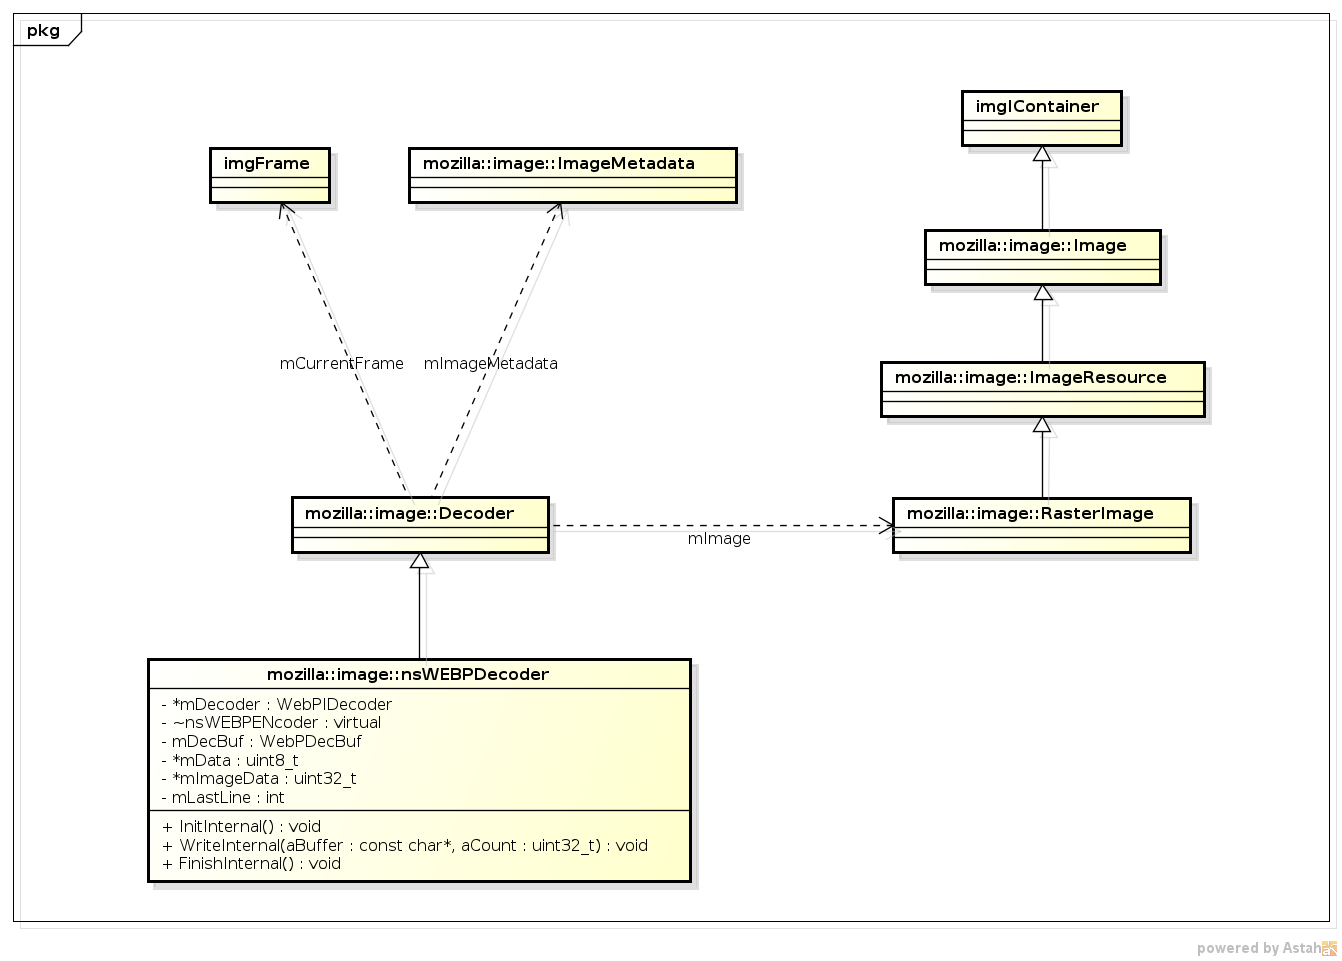 pkg
imgIContainer
imgFrame
mozilla::image::ImageMetadata
mozilla::image::Image
mCurrentFrame
mImageMetadata
mozilla::image::ImageResource
mozilla::image::Decoder
mozilla::image::RasterImage
mImage
mozilla::image::nsWEBPDecoder
- *mDecoder : WebPIDecoder
- ~nsWEBPENcoder : virtual
- mDecBuf : WebPDecBuf
- *mData : uint8_t
- *mImageData : uint32_t
- mLastLine : int
+ InitInternal() : void
+ WriteInternal(aBuffer : const char*, aCount : uint32_t) : void
+ FinishInternal() : void
powered by Astah